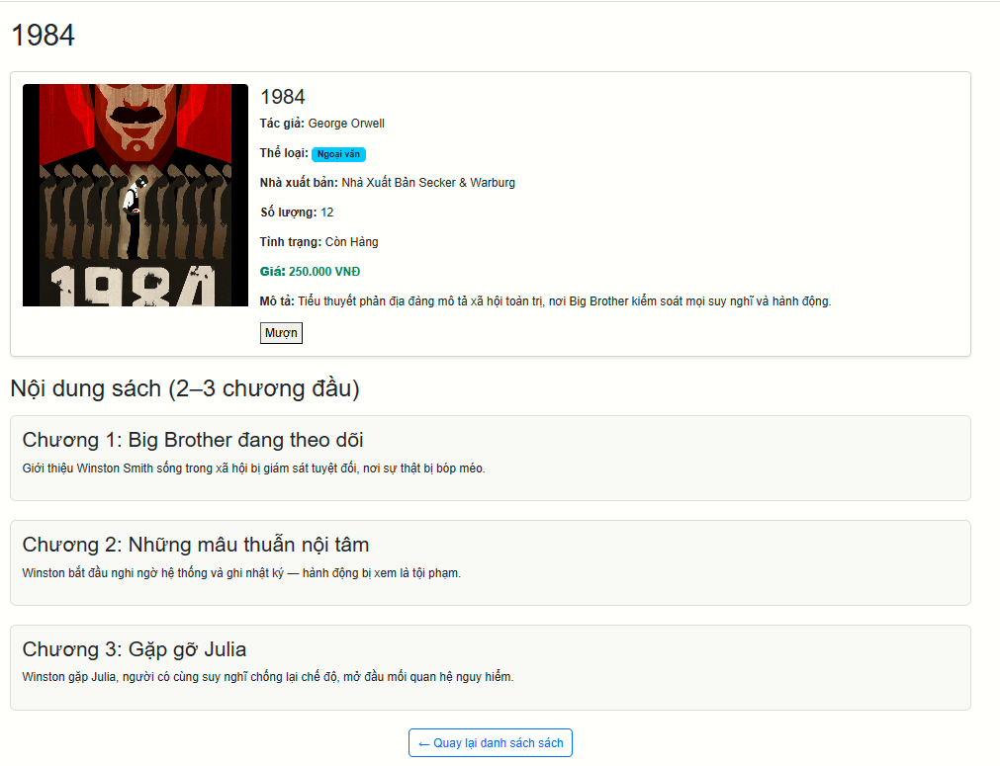 1984
1984
1984
Tác giả: George Orwell
Thể loại: Ngoại văn
Nhà xuất bản: Nhà Xuất Bản Secker & Warburg
Số lượng: 12
Tình trạng: Còn Hàng
Giá: 250.000 VNĐ
Mô tả: Tiểu thuyết phản địa đàng mô tả xã hội toàn trị, nơi Big Brother kiểm soát mọi suy nghĩ và hành động.
Mượn
Nội dung sách (2–3 chương đầu)
Chương 1: Big Brother đang theo dõi
Giới thiệu Winston Smith sống trong xã hội bị giám sát tuyệt đối, nơi sự thật bị bóp méo.
Chương 2: Những mâu thuẫn nội tâm
Winston bắt đầu nghi ngờ hệ thống và ghi nhật ký — hành động bị xem là tội phạm.
Chương 3: Gặp gỡ Julia
Winston gặp Julia, người có cùng suy nghĩ chống lại chế độ, mở đầu mối quan hệ nguy hiểm.
← Quay lại danh sách sách